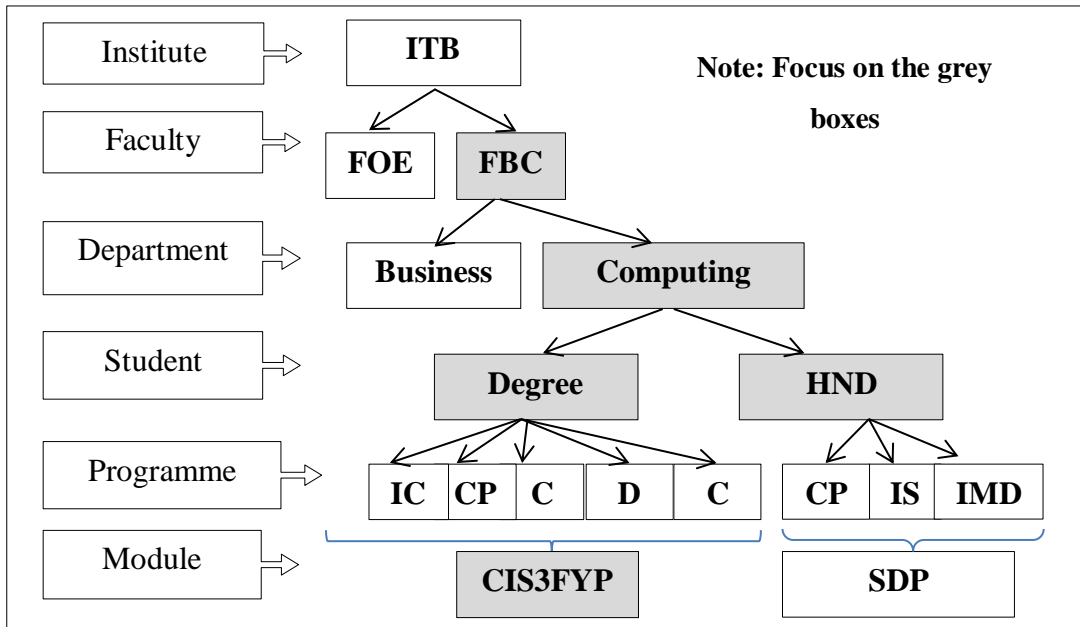 Institute
ITB
Note: Focus on the grey
boxes
Faculty
FOE
FBC
Department
Business
Computing
Student
Degree
HND
Programme
IC
CP
C
D
C
CP
IS
IMD
Module
CIS3FYP
SDP